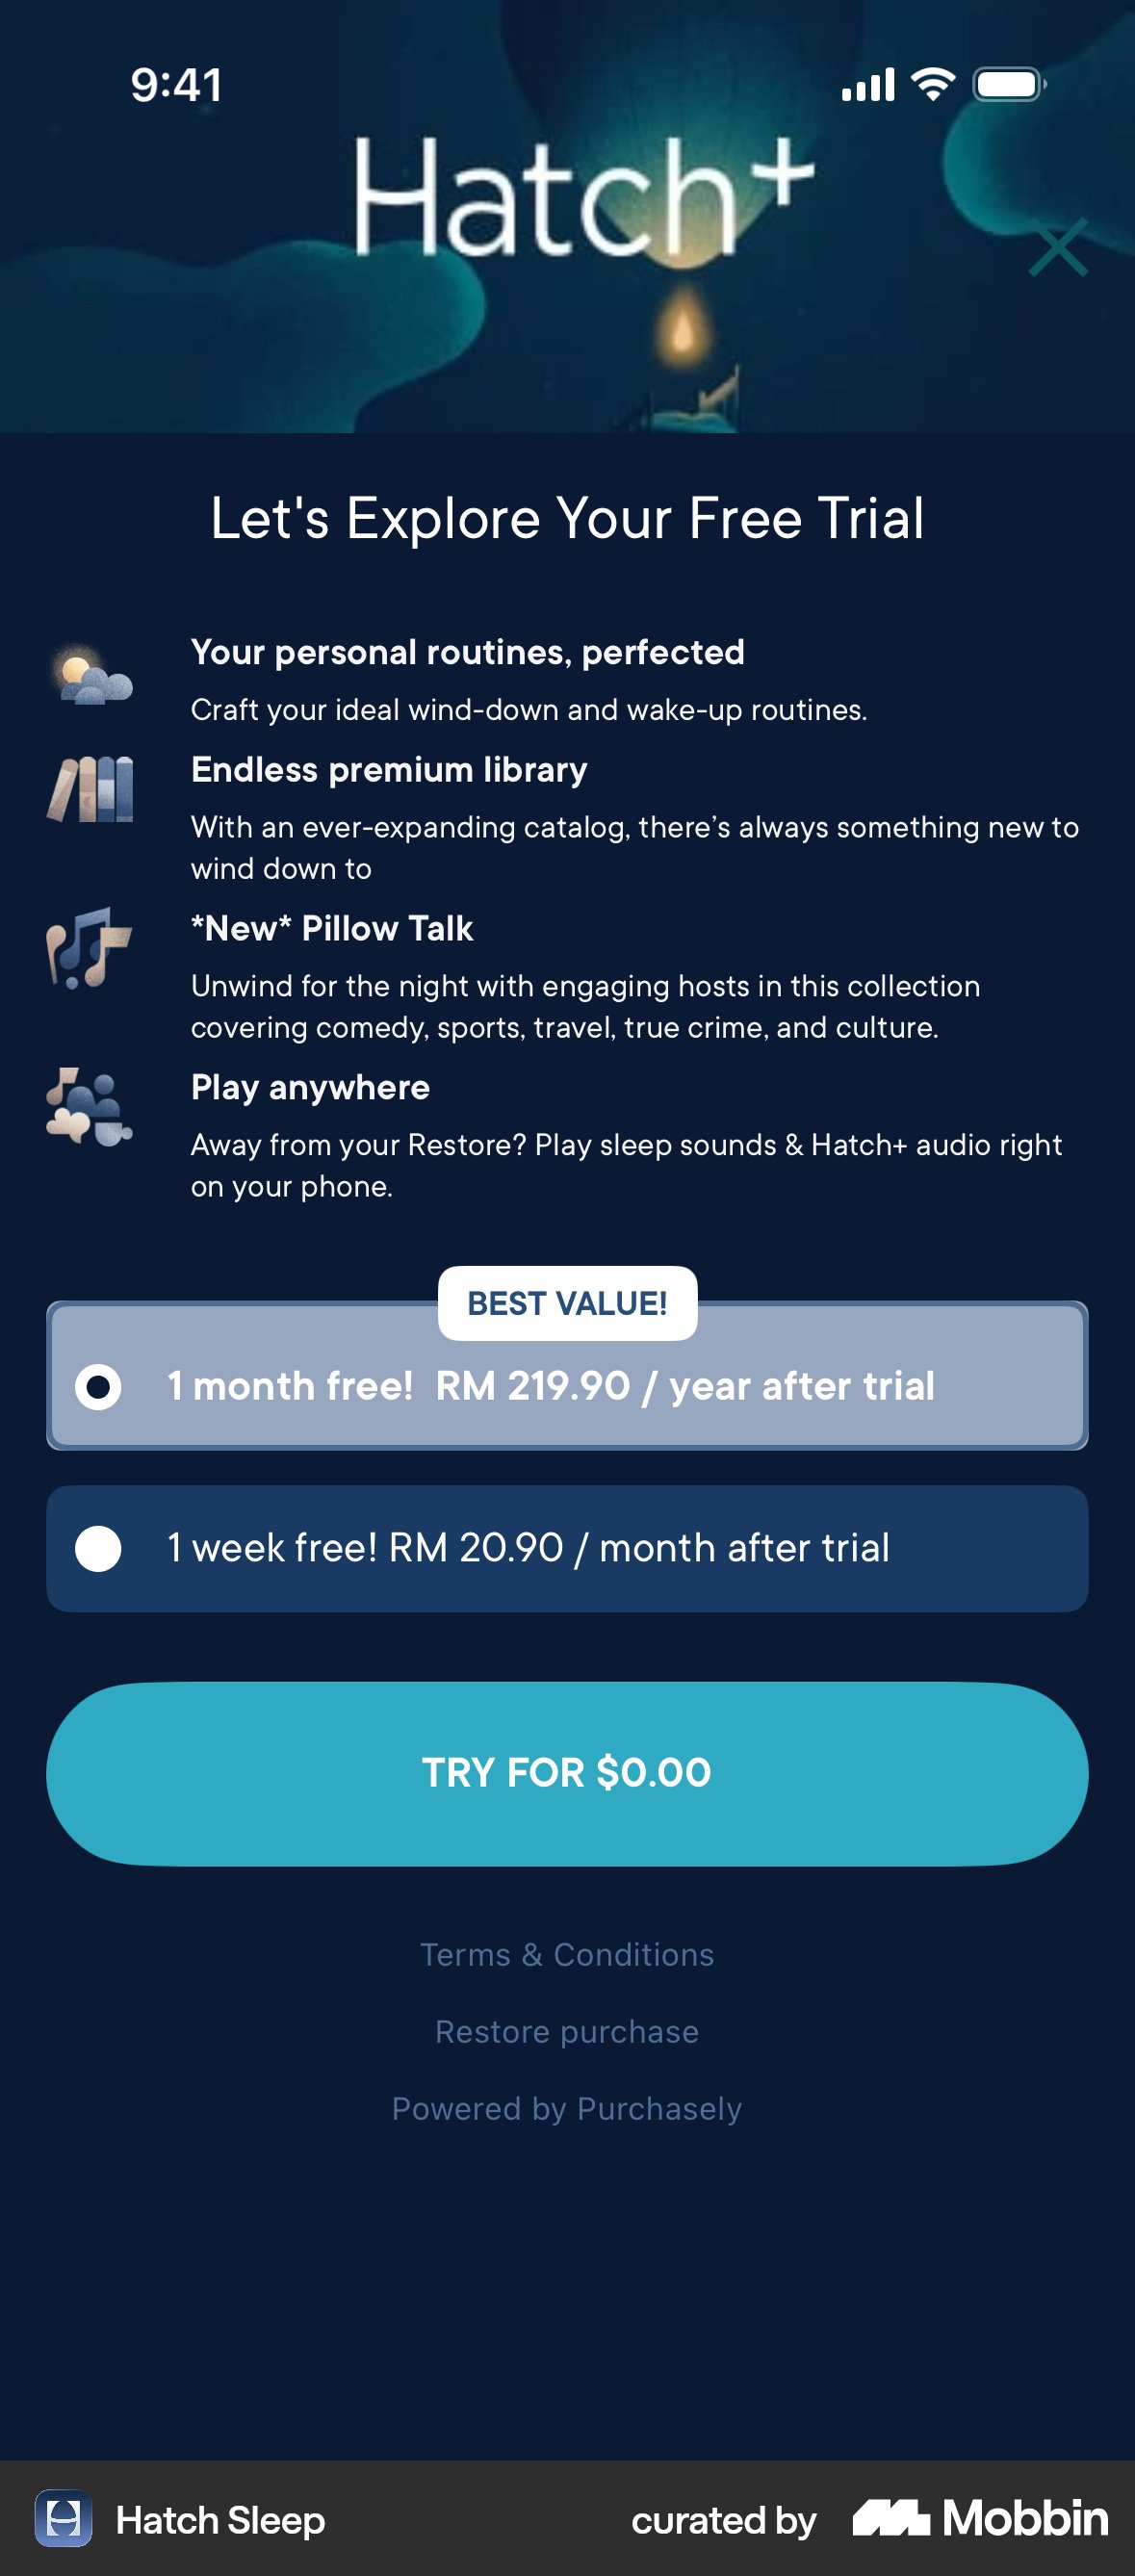 9:41
Hatch+
Let's Explore Your Free Trial
Your personal routines, perfected
Craft your ideal wind-down and wake-up routines.
Endless premium library
With an ever-expanding catalog, there’s always something new to
wind down to
*New* Pillow Talk
Unwind for the night with engaging hosts in this collection
covering comedy, sports, travel, true crime, and culture.
Play anywhere
Away from your Restore? Play sleep sounds & Hatch+ audio right
on your phone.
BEST VALUE!
1 month free!  RM 219.90 / year after trial
1 week free! RM 20.90 / month after trial
TRY FOR $0.00
Terms & Conditions
Restore purchase
Powered by Purchasely
Hatch Sleep
curated by Mobbin